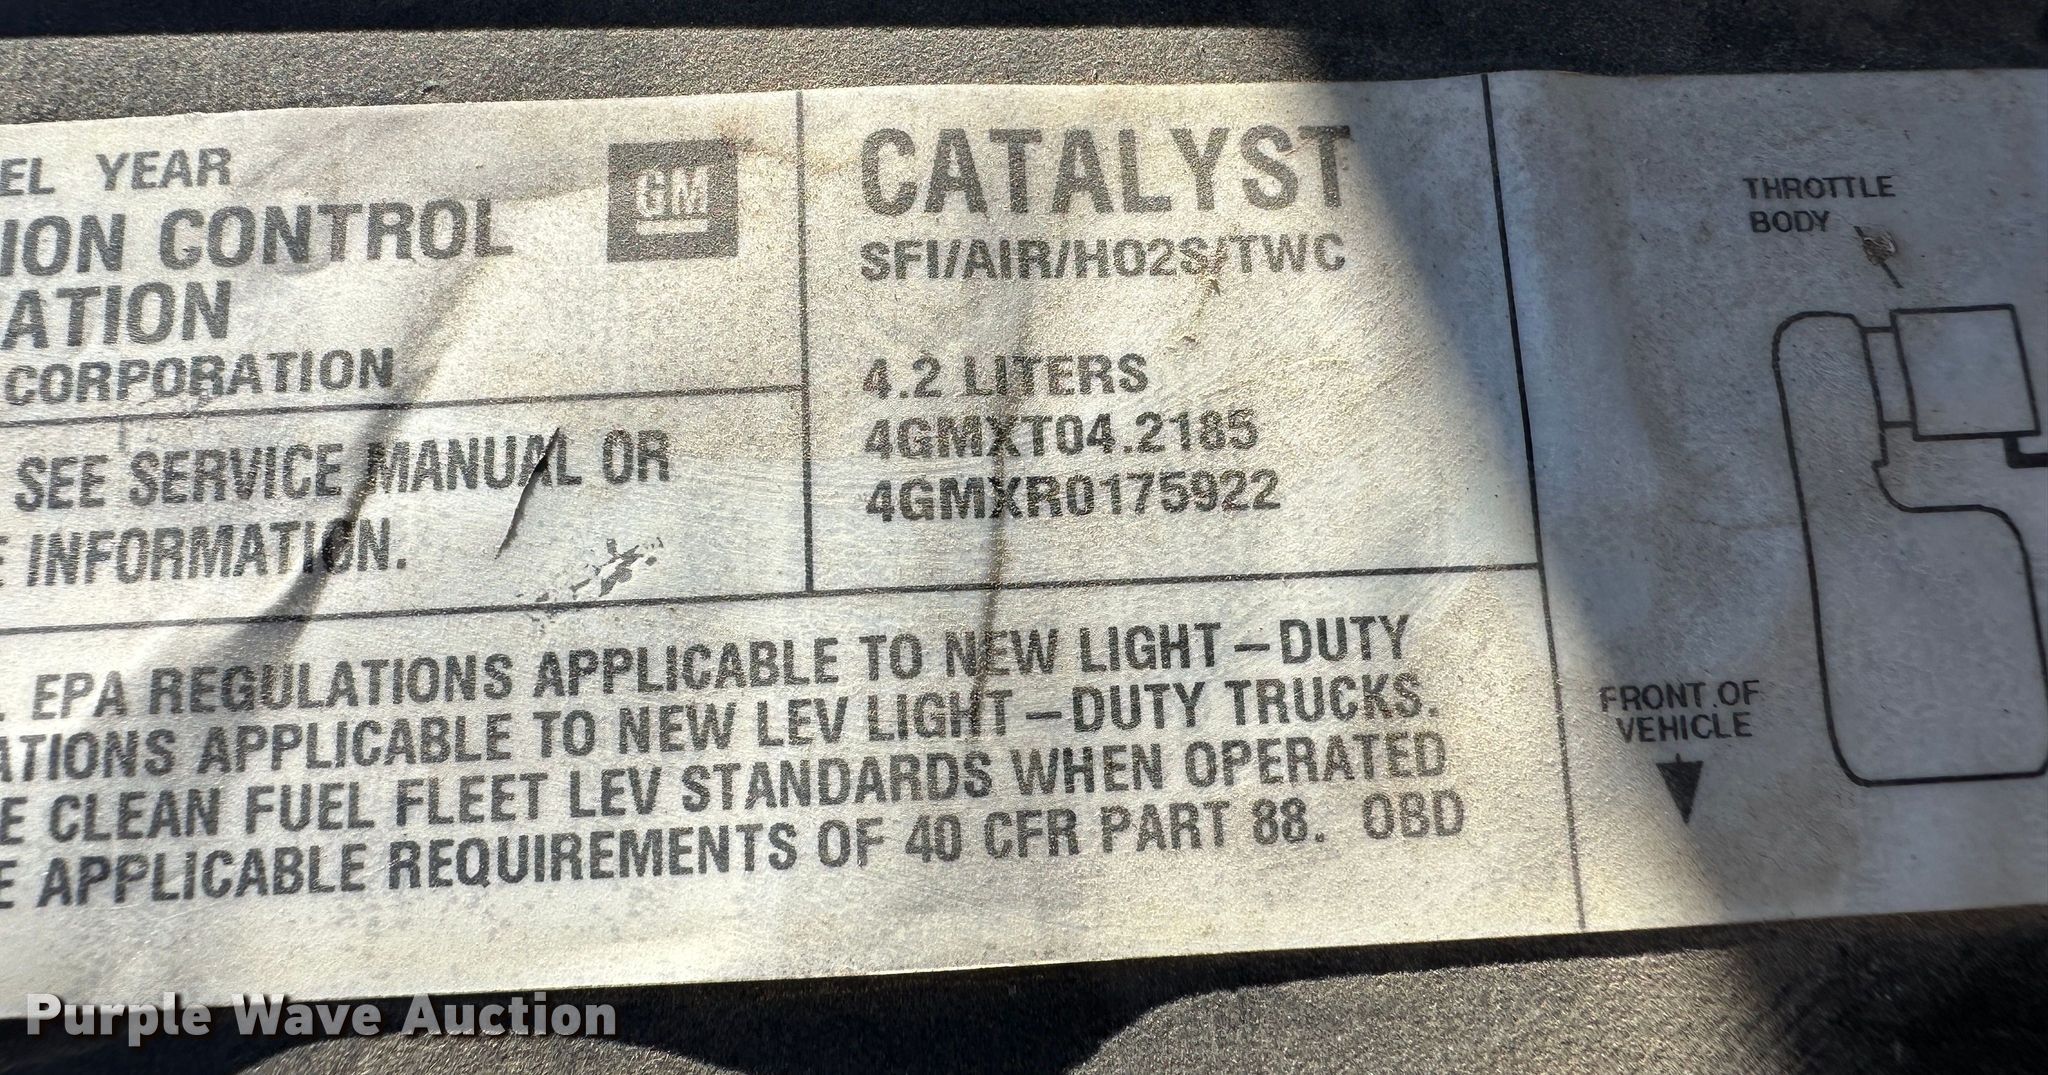 EL YEAR
ION CONTROL
ATION
CORPORATION
GM
SEE SERVICE MANUAL OR
E INFORMATION.
CATALYST
SFI/AIR/HO2S/TWC
4.2 LITERS
4GMXT04.2185
4GMXR0175922
EPA REGULATIONS APPLICABLE TO NEW LIGHT-DUTY
ATIONS APPLICABLE TO NEW LEV LIGHT-DUTY TRUCKS.
E CLEAN FUEL FLEET LEV STANDARDS WHEN OPERATED
E APPLICABLE REQUIREMENTS OF 40 CFR PART 88. OBD
THROTTLE
BODY
FRONT OF
VEHICLE
Purple Wave Auction